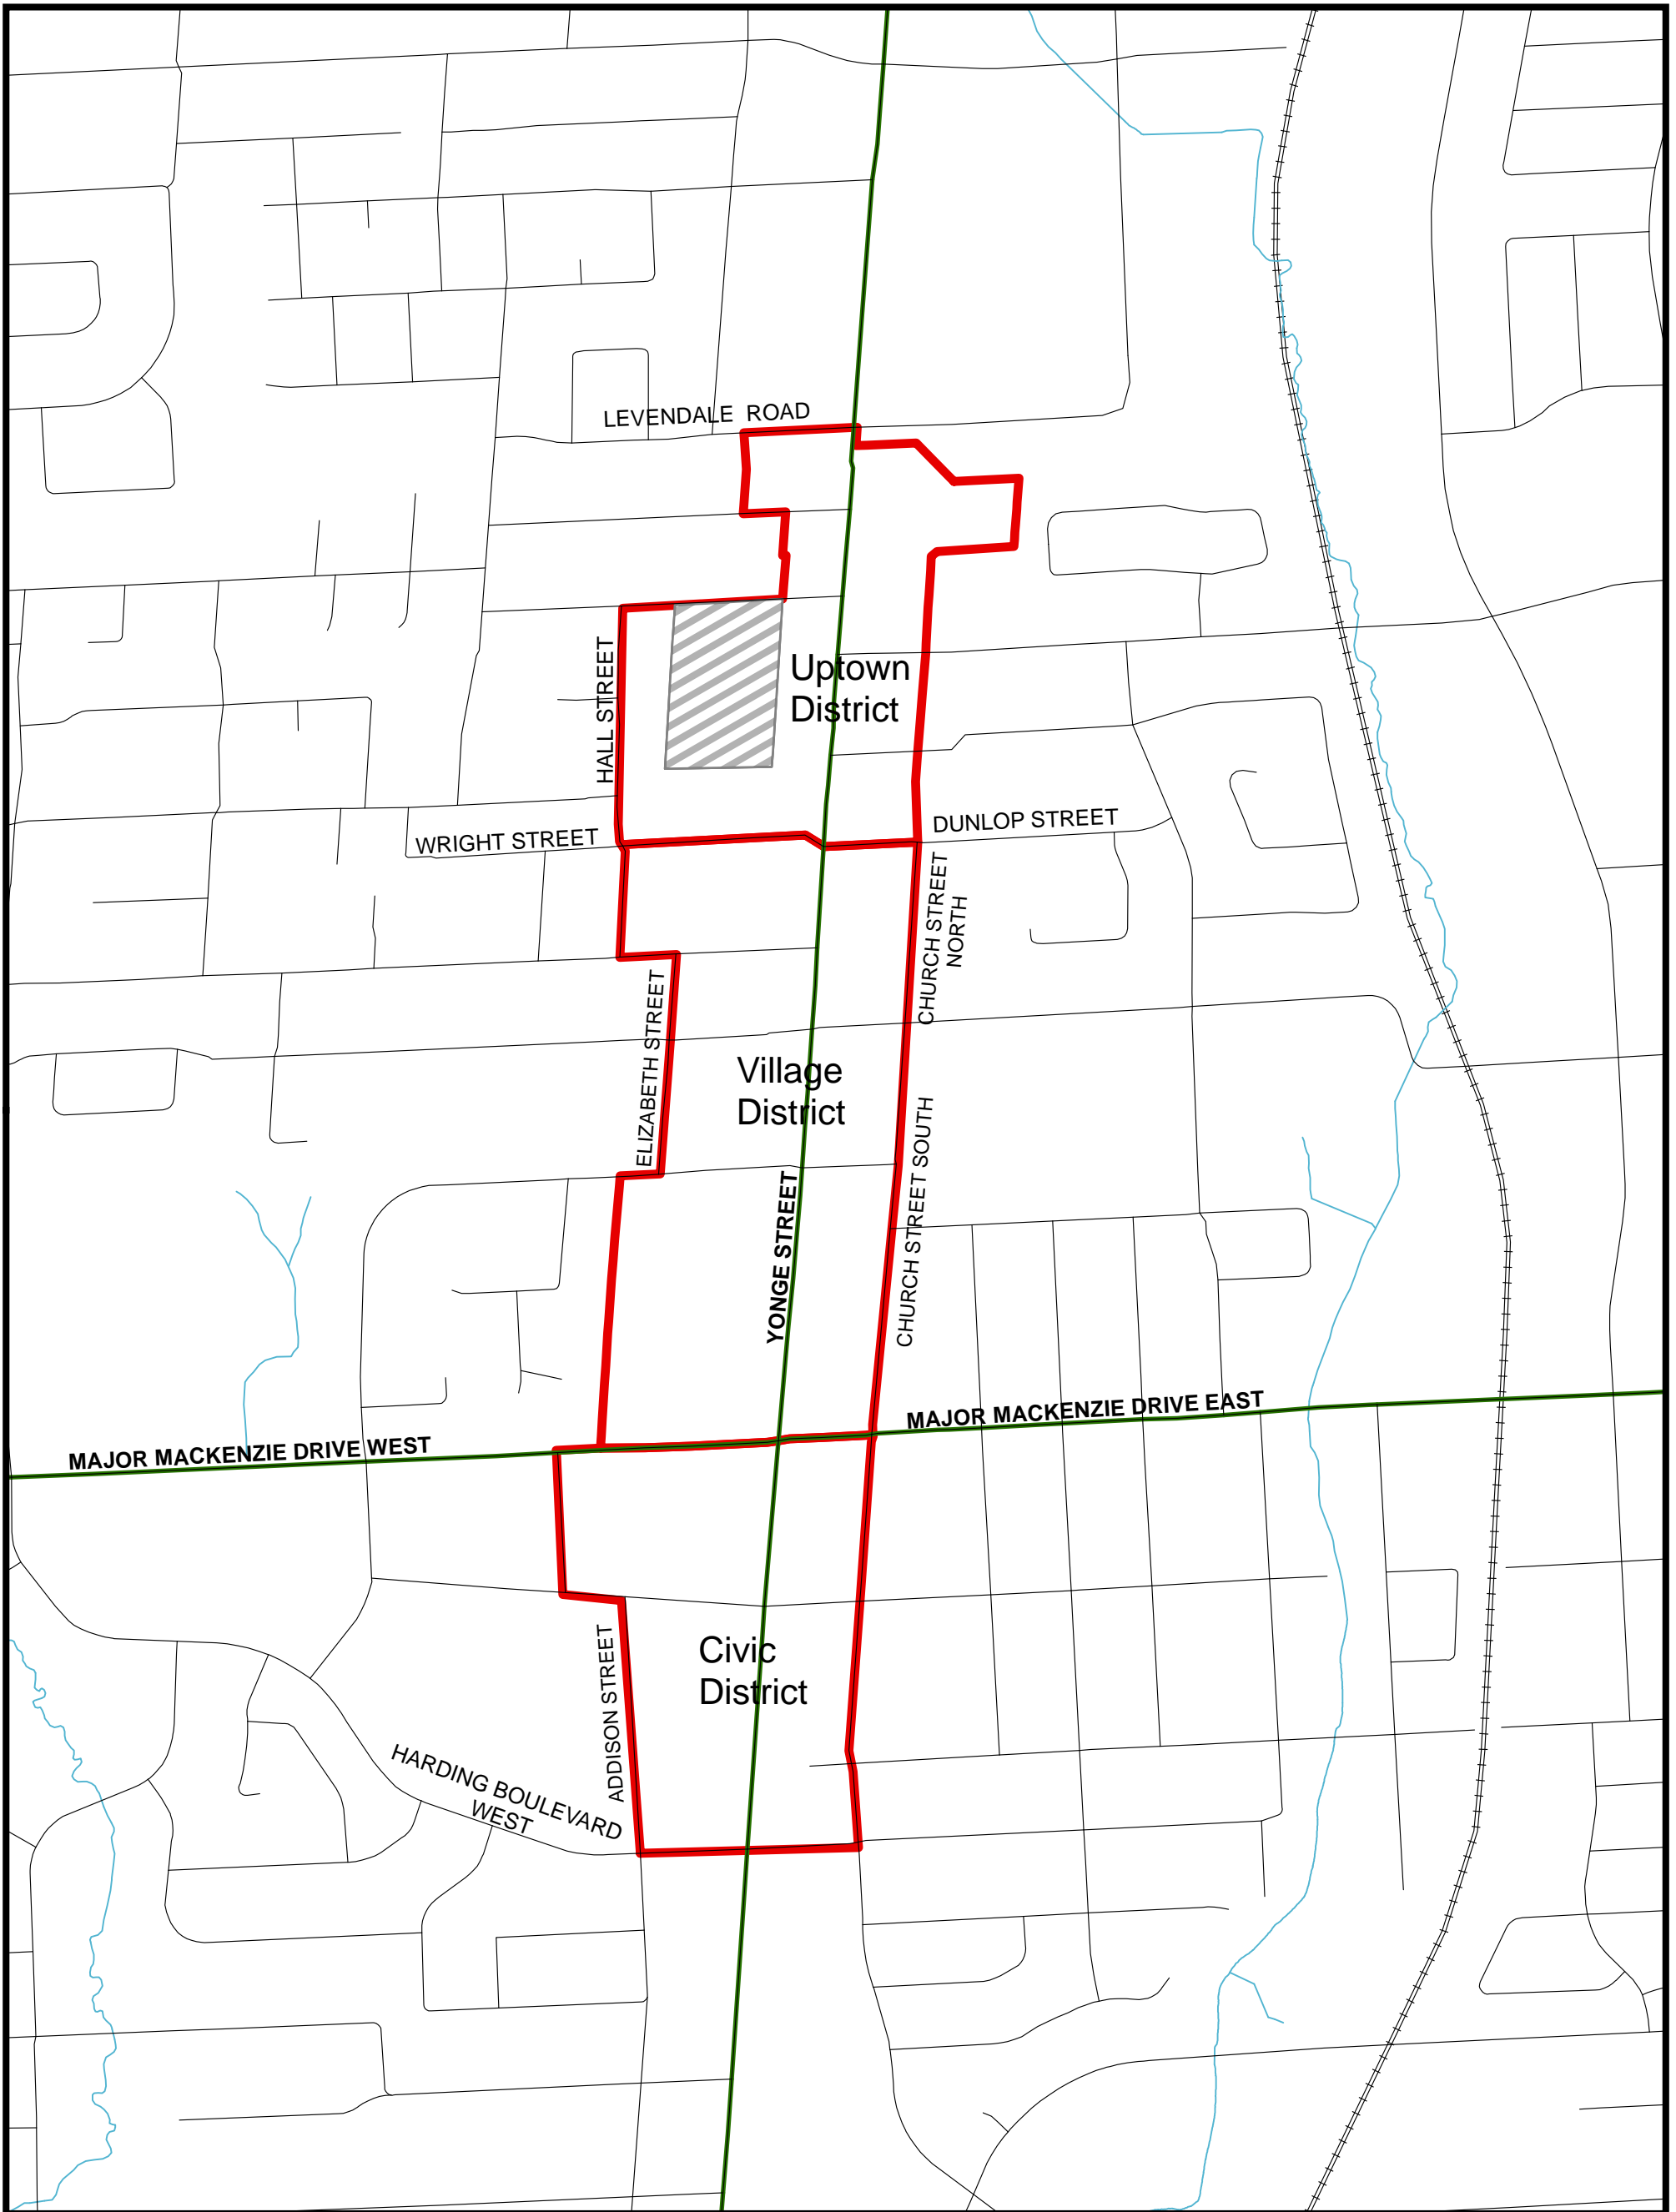 LEVENDALE ROAD
Uptown
District
HALL STREET
WRIGHT STREET
DUNLOP STREET
CHURCH STREET
NORTH
ELIZABETH STREET
Village
District
CHURCH STREET SOUTH
YONGE STREET
MAJOR MACKENZIE DRIVE EAST
MAJOR MACKENZIE DRIVE WEST
Civic
District
ADDISON STREET
HARDING BOULEVARD
WEST